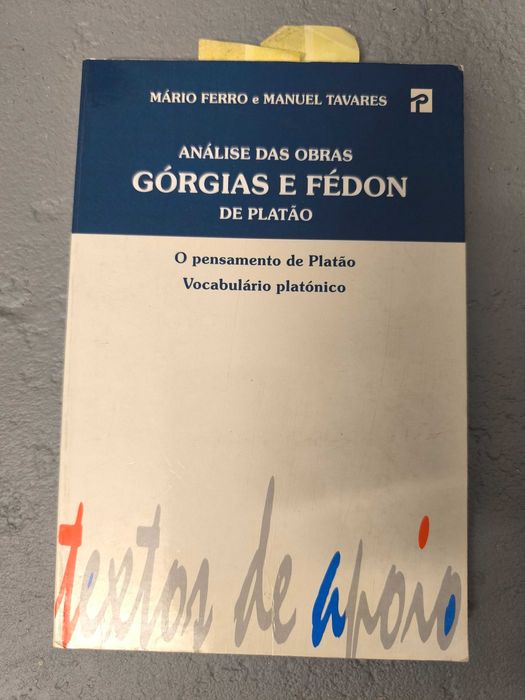 MÁRIO FERRO e MANUEL TAVARES
ANÁLISE DAS OBRAS
GÓRGIAS E FÉDON
DE PLATÃO
O pensamento de Platão
Vocabulário platónico
textos de apoio